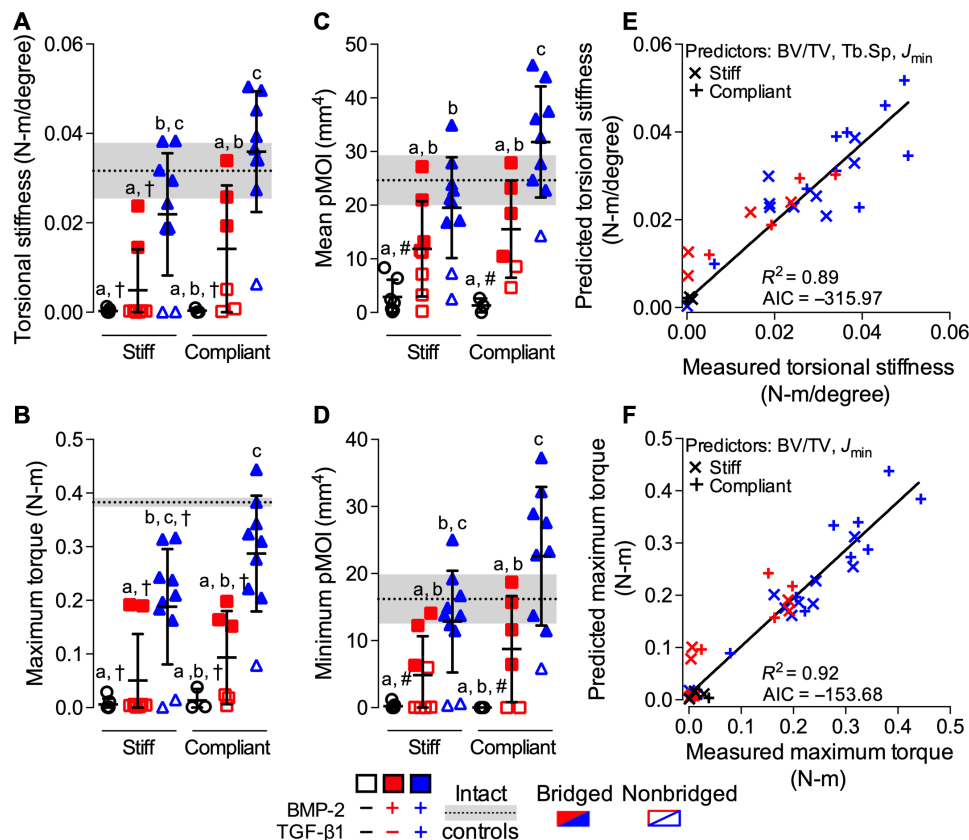 A
Torsional stiffness (N-m/degree)
0.06
0.04
0.02
0.00
a, †
a, †
b, c
a, b, †
a, b
c
Stiff
Compliant
C
Mean pMOI (mm⁴)
50
40
30
20
10
0
a, #
a, b
b
a, #
a, b
c
Stiff
Compliant
E
Predicted torsional stiffness
(N-m/degree)
0.06
0.04
0.02
0.00
Predictors: BV/TV, Tb.Sp, Jmin
× Stiff
+ Compliant
R² = 0.89
AIC = –315.97
0.00
0.02
0.04
0.06
Measured torsional stiffness
(N-m/degree)
B
Maximum torque (N-m)
0.5
0.4
0.3
0.2
0.1
0.0
a, †
a, †
b, c, †
a, b, †
a, b, †
c
Stiff
Compliant
D
Minimum pMOI (mm⁴)
40
30
20
10
0
a, #
a, b
b, c
a, b, #
a, b
c
Stiff
Compliant
F
Predicted maximum torque
(N-m)
0.5
0.4
0.3
0.2
0.1
0.0
Predictors: BV/TV, Jmin
× Stiff
+ Compliant
R² = 0.92
AIC = –153.68
0.0
0.1
0.2
0.3
0.4
0.5
Measured maximum torque
(N-m)
BMP-2 – + +
TGF-β1 – – +
Intact
controls
Bridged
Nonbridged